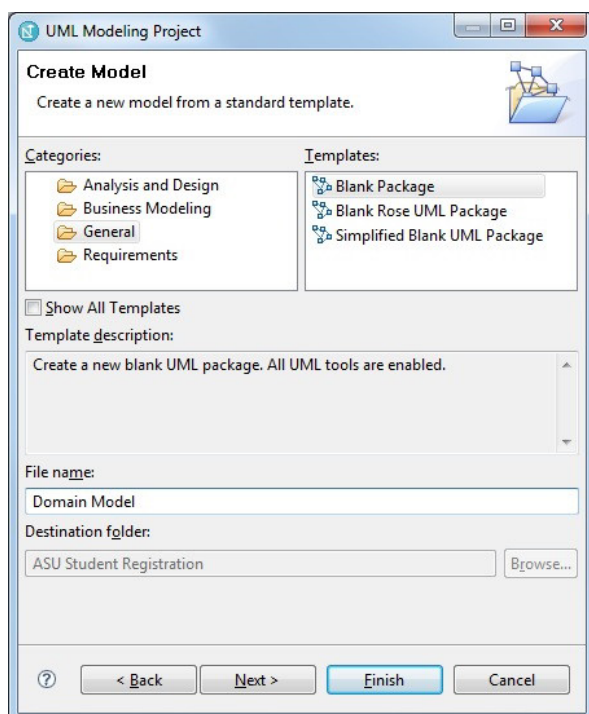 UML Modeling Project
Create Model
Create a new model from a standard template.
Categories:
Analysis and Design
Business Modeling
General
Requirements
Templates:
Blank Package
Blank Rose UML Package
Simplified Blank UML Package
Show All Templates
Template description:
Create a new blank UML package. All UML tools are enabled.
File name:
Domain Model
Destination folder:
ASU Student Registration
Browse...
?
< Back
Next >
Finish
Cancel